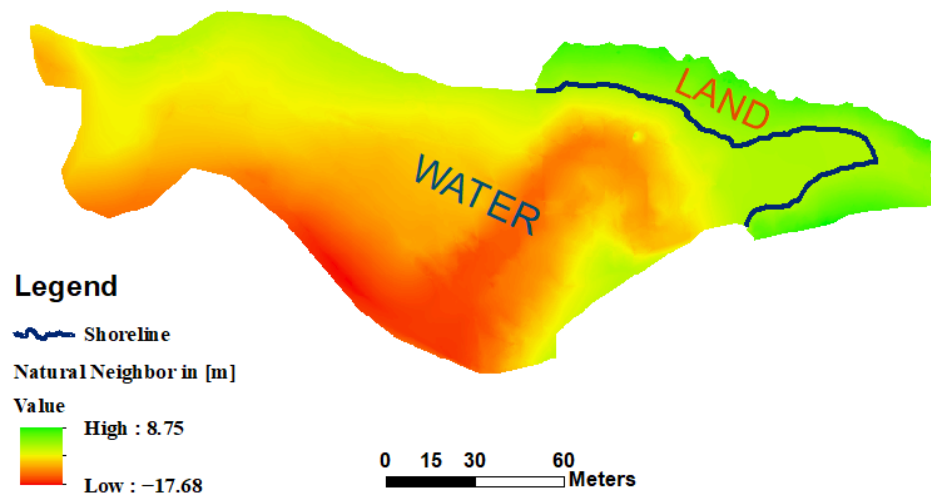 LAND
WATER
Legend
Shoreline
Natural Neighbor in [m]
Value
High : 8.75
Low : −17.68
0 15 30 60
Meters